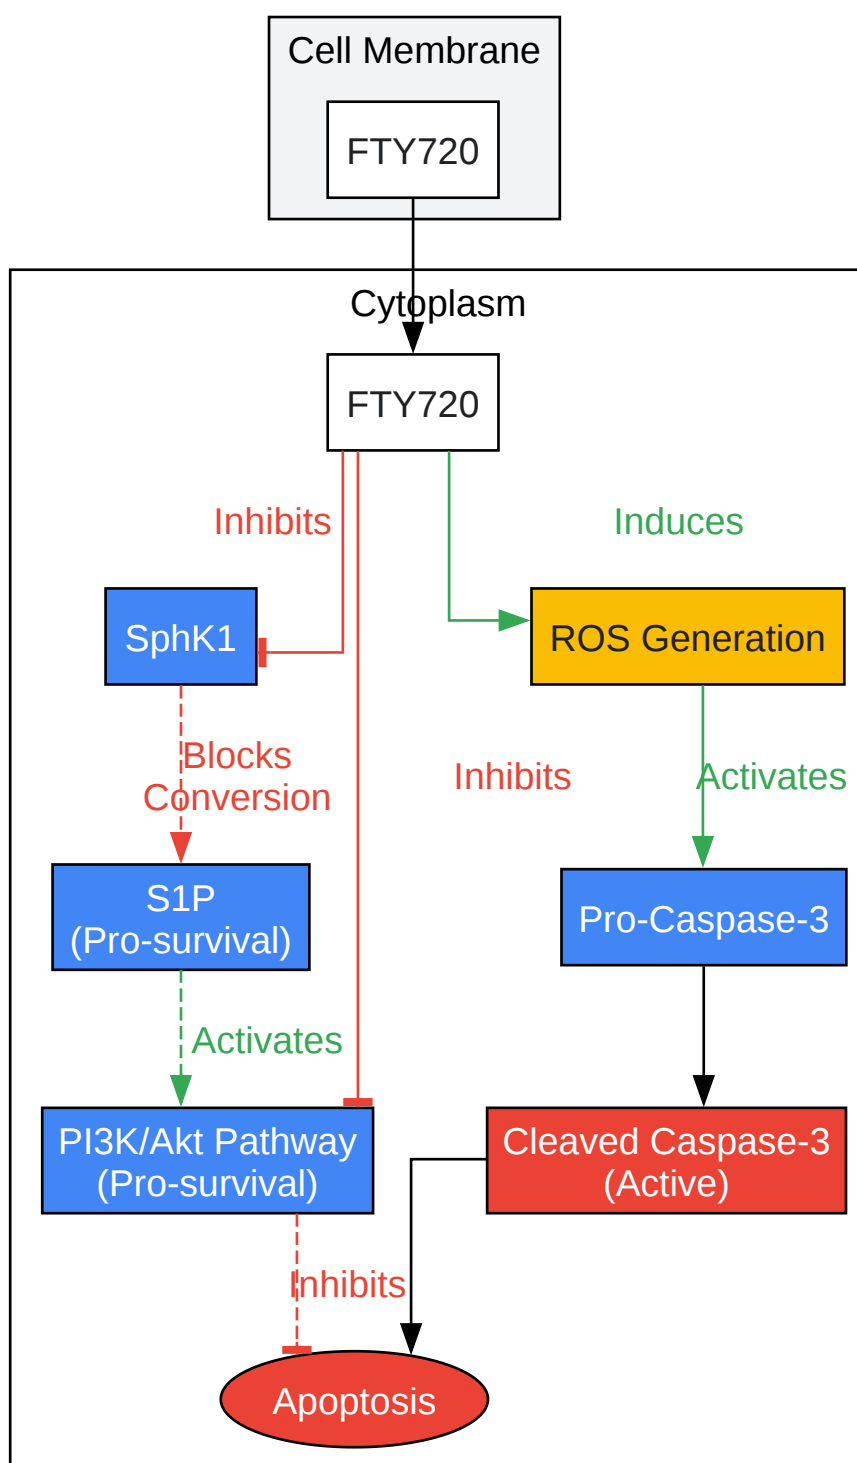 Cell Membrane
FTY720
Cytoplasm
FTY720
Inhibits
Induces
SphK1
ROS Generation
Blocks
Conversion
Inhibits
Activates
S1P
(Pro-survival)
Pro-Caspase-3
Activates
PI3K/Akt Pathway
(Pro-survival)
Cleaved Caspase-3
(Active)
Inhibits
Apoptosis